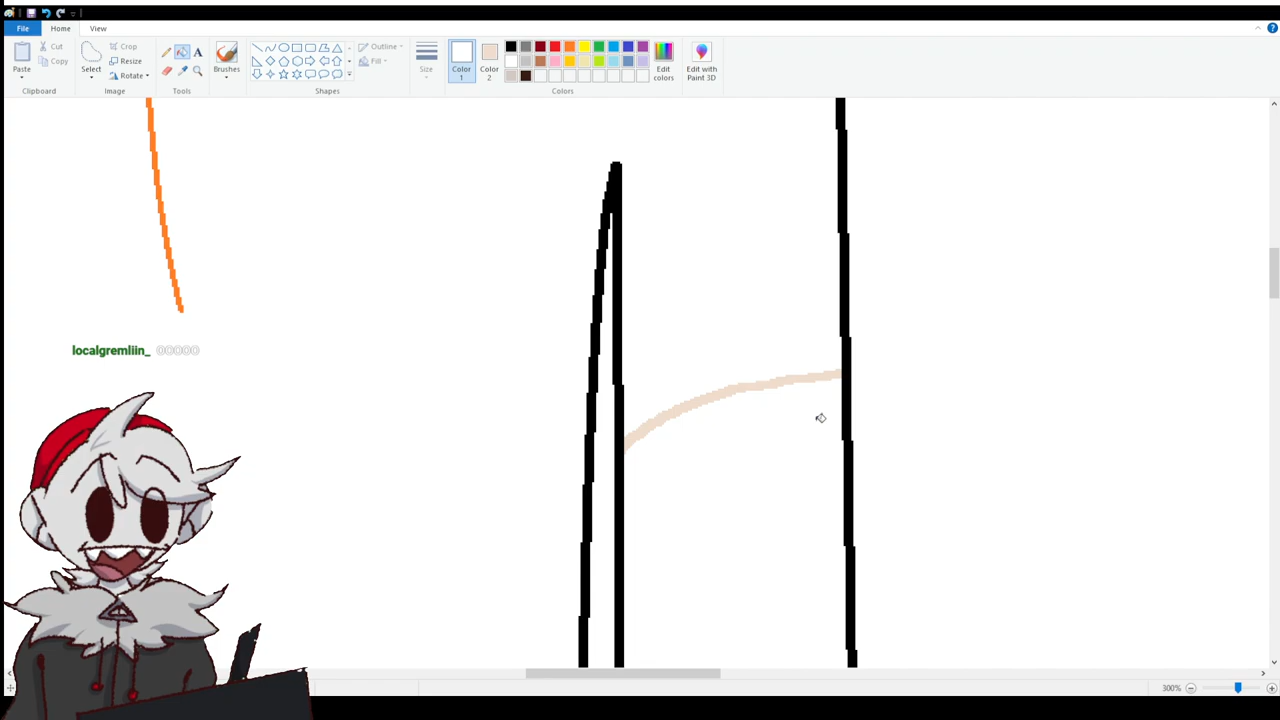 File Home View
Paste
Cut
Copy
Clipboard
Select
Crop
Resize
Rotate
Image
A
Tools
Brushes
Outline
Fill
Shapes
Size
Color
1
Color
2
Edit
colors
Colors
Edit with
Paint 3D
localgremliin_ OOOOO
300%